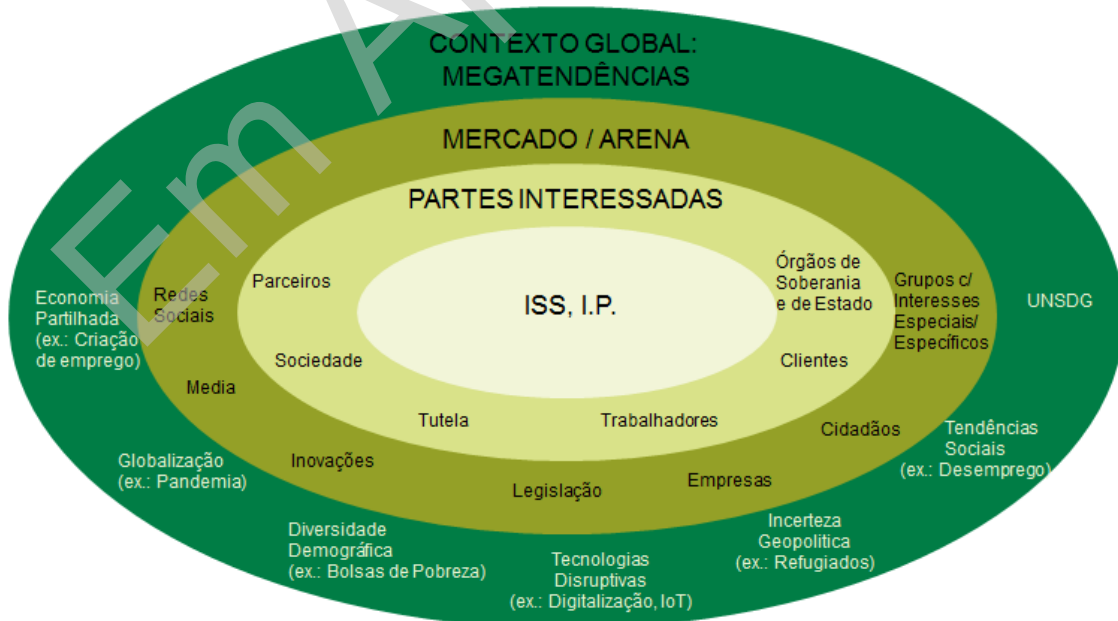 Em A
CONTEXTO GLOBAL:
MEGATENDÊNCIAS
MERCADO / ARENA
PARTES INTERESSADAS
ISS, I.P.
Parceiros
Sociedade
Tutela
Trabalhadores
Clientes
Órgãos de
Soberania
e de Estado
Redes
Sociais
Media
Inovações
Legislação
Empresas
Cidadãos
Grupos c/
Interesses
Especiais/
Específicos
Economia
Partilhada
(ex.: Criação
de emprego)
Globalização
(ex.: Pandemia)
Diversidade
Demográfica
(ex.: Bolsas de Pobreza)
Tecnologias
Disruptivas
(ex.: Digitalização, IoT)
Incerteza
Geopolitica
(ex.: Refugiados)
Tendências
Sociais
(ex.: Desemprego)
UNSDG